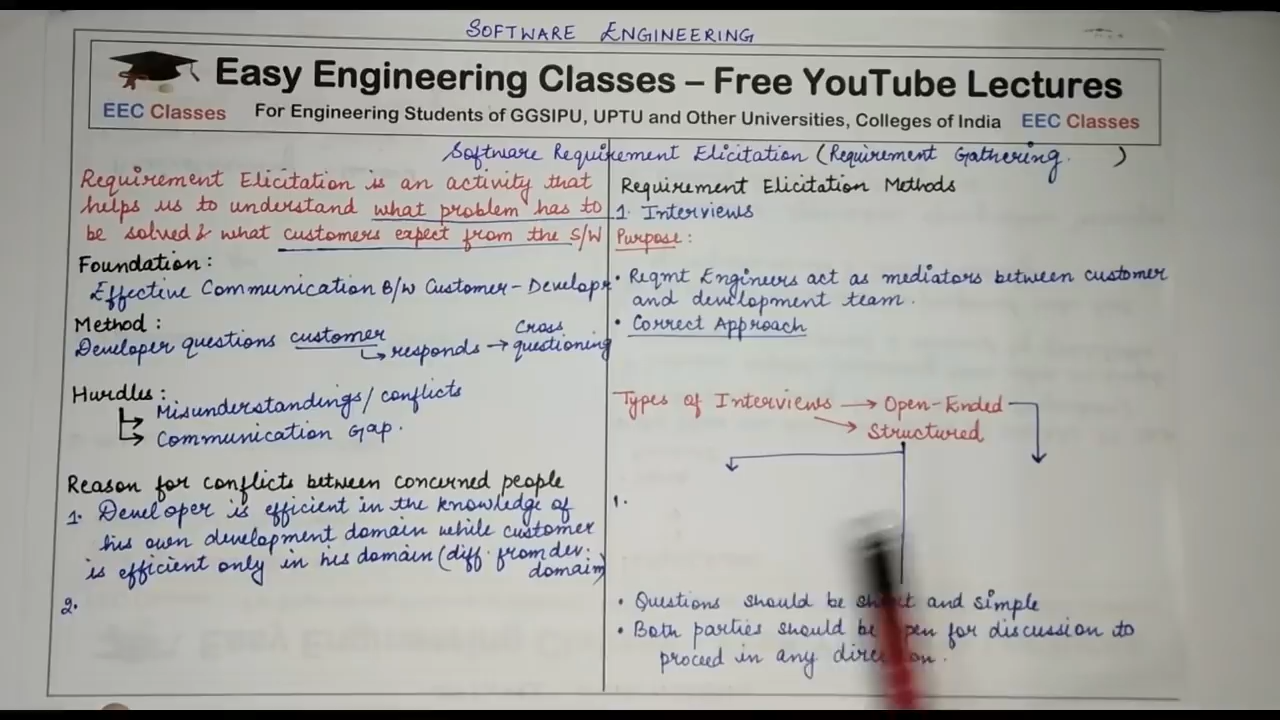 SOFTWARE ENGINEERING
Easy Engineering Classes – Free YouTube Lectures
EEC Classes For Engineering Students of GGSIPU, UPTU and Other Universities, Colleges of India EEC Classes
Software Requirement Elicitation (Requirement Gathering )
Requirement Elicitation is an activity that
helps us to understand what problem has to
be solved & what customers expect from the S/W
Foundation :
Effective Communication B/W Customer - Developr
Method :
Developer questions customer
→ responds → Cross
questioning
Hurdles :
→ Misunderstandings / conflicts
→ Communication Gap.
Reason for conflicts between concerned people
1. Developer is efficient in the knowledge of
his own development domain while customer
is efficient only in his domain (diff. from dev.
domain)
2.
Requirement Elicitation Methods
1. Interviews
Purpose :
• Reqmt Engineers act as mediators between customer
and development team.
• Correct Approach
Types of Interviews → Open-Ended
→ Structured
1.
• Questions should be short and simple
• Both parties should be open for discussion to
proceed in any direction.